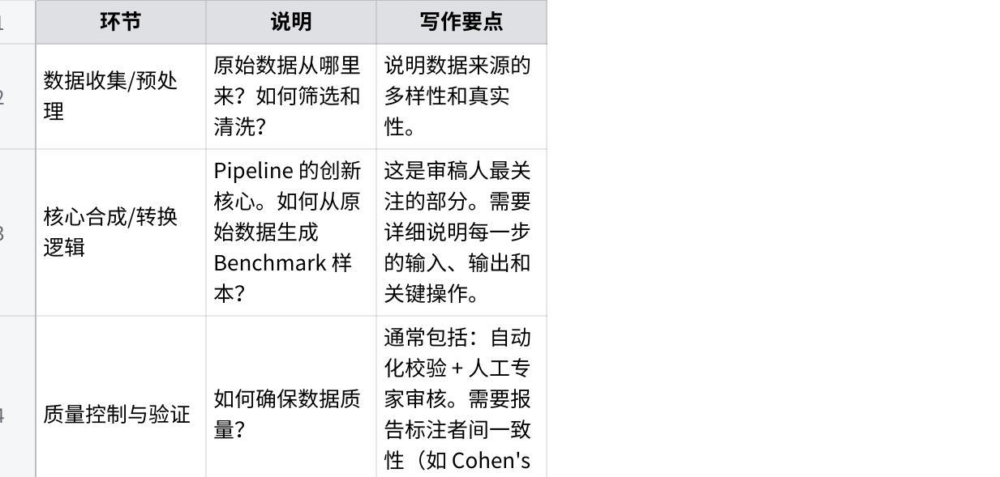 1
环节
说明
写作要点
2
数据收集/预处
理
原始数据从哪里
来？如何筛选和
清洗？
说明数据来源的
多样性和真实
性。
3
核心合成/转换
逻辑
Pipeline 的创新
核心。如何从原
始数据生成
Benchmark 样
本？
这是审稿人最关
注的部分。需要
详细说明每一步
的输入、输出和
关键操作。
4
质量控制与验证
如何确保数据质
量？
通常包括：自动
化校验 + 人工专
家审核。需要报
告标注者间一致
性（如 Cohen's